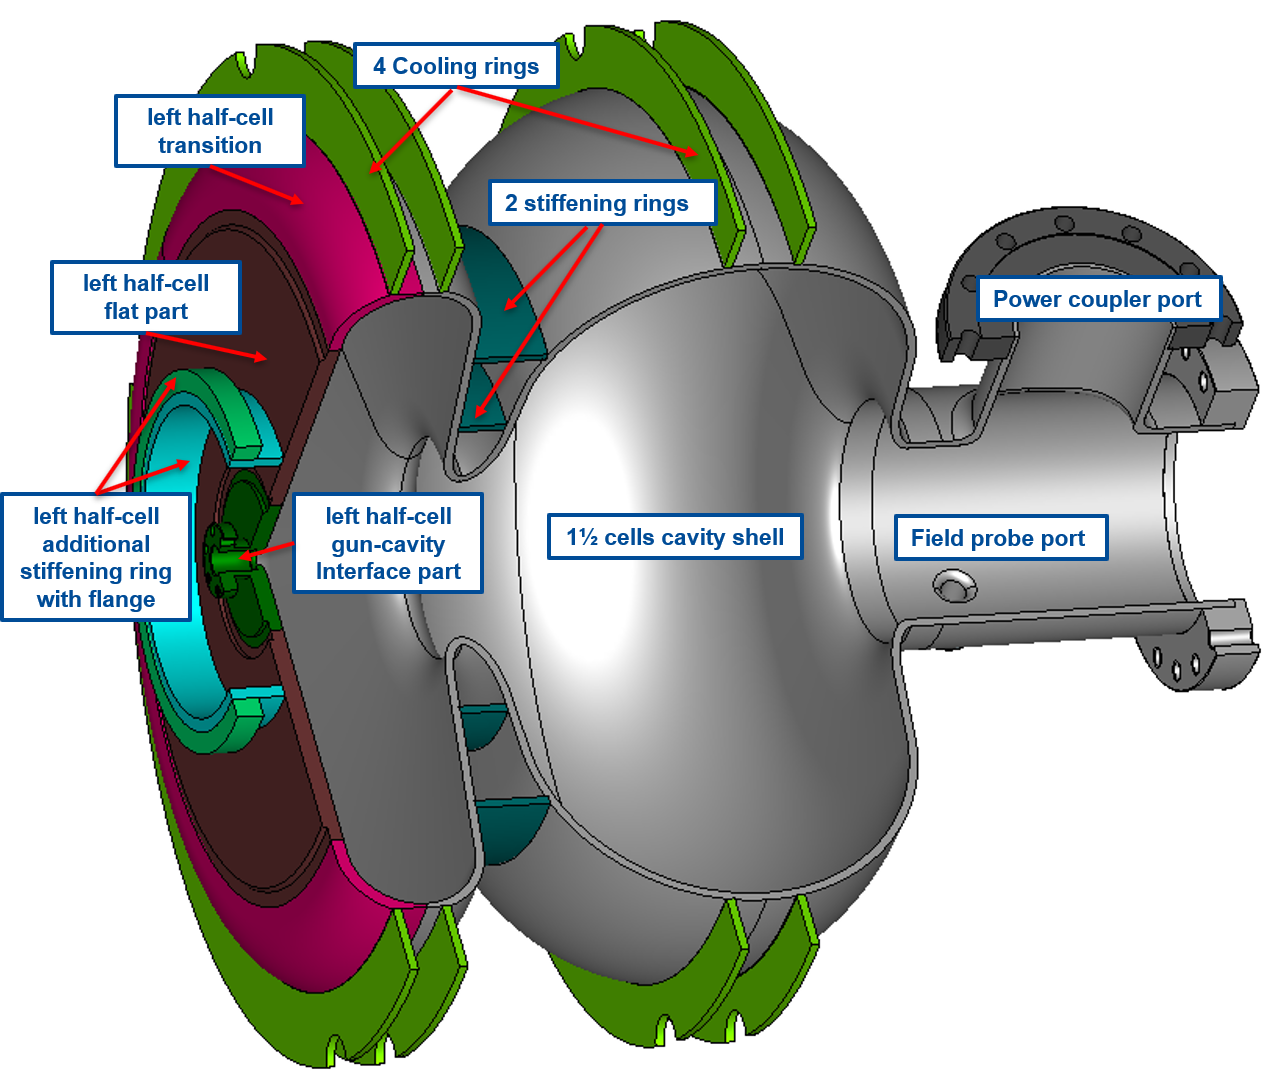 4 Cooling rings
left half-cell
transition
2 stiffening rings
left half-cell
flat part
Power coupler port
left half-cell
additional
stiffening ring
with flange
left half-cell
gun-cavity
Interface part
1½ cells cavity shell
Field probe port